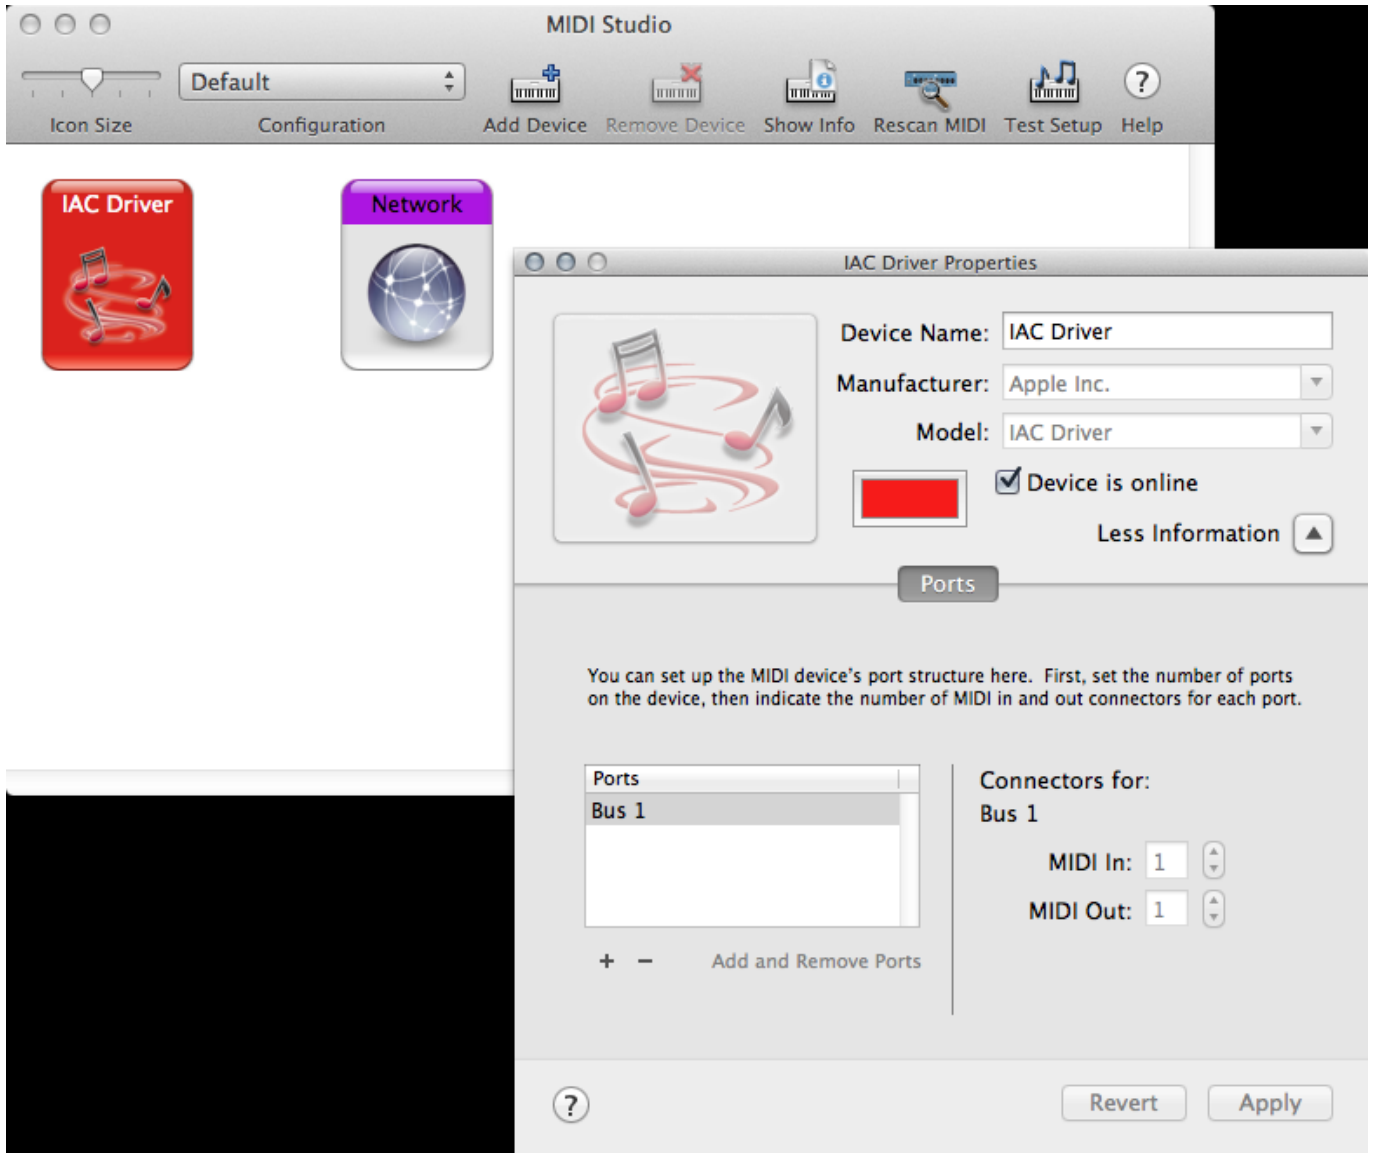 MIDI Studio
Default
Icon Size
Configuration
Add Device
Remove Device
Show Info
Rescan MIDI
Test Setup
?
Help
IAC Driver
Network
IAC Driver Properties
Device Name: IAC Driver
Manufacturer: Apple Inc.
Model: IAC Driver
Device is online
Less Information
Ports
You can set up the MIDI device's port structure here. First, set the number of ports
on the device, then indicate the number of MIDI in and out connectors for each port.
Ports
Bus 1
+ − Add and Remove Ports
Connectors for:
Bus 1
MIDI In: 1
MIDI Out: 1
?
Revert
Apply